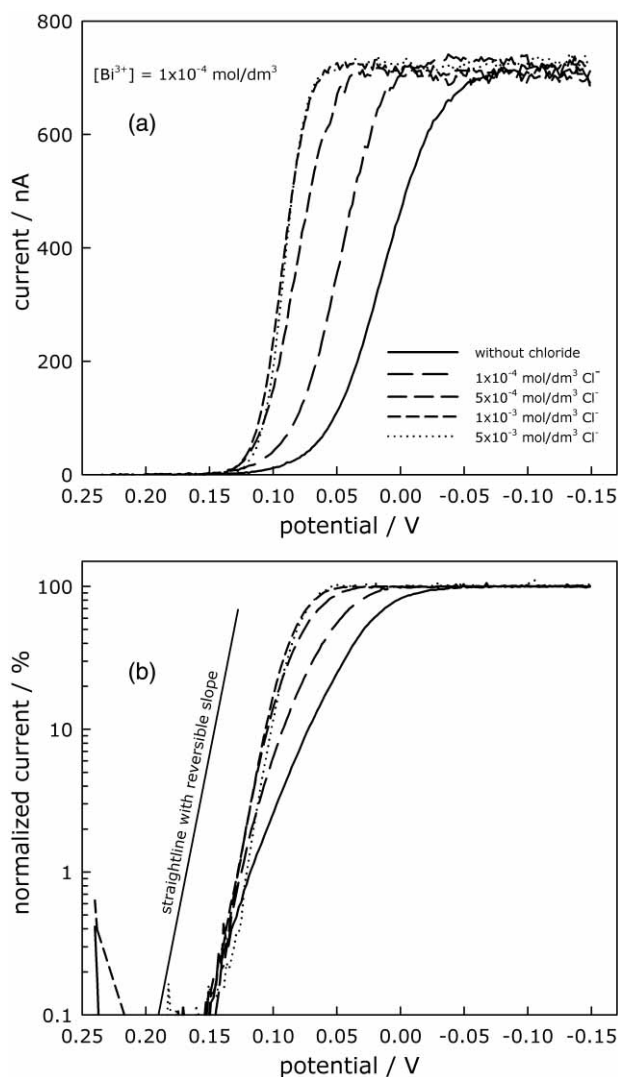 800
600
400
200
0
current / nA
[Bi³⁺] = 1x10⁻⁴ mol/dm³
(a)
without chloride
1x10⁻⁴ mol/dm³ Cl⁻
5x10⁻⁴ mol/dm³ Cl⁻
1x10⁻³ mol/dm³ Cl⁻
5x10⁻³ mol/dm³ Cl⁻
0.25 0.20 0.15 0.10 0.05 0.00 -0.05 -0.10 -0.15
potential / V
100
10
1
0.1
normalized current / %
(b)
straightline with reversible slope
0.25 0.20 0.15 0.10 0.05 0.00 -0.05 -0.10 -0.15
potential / V